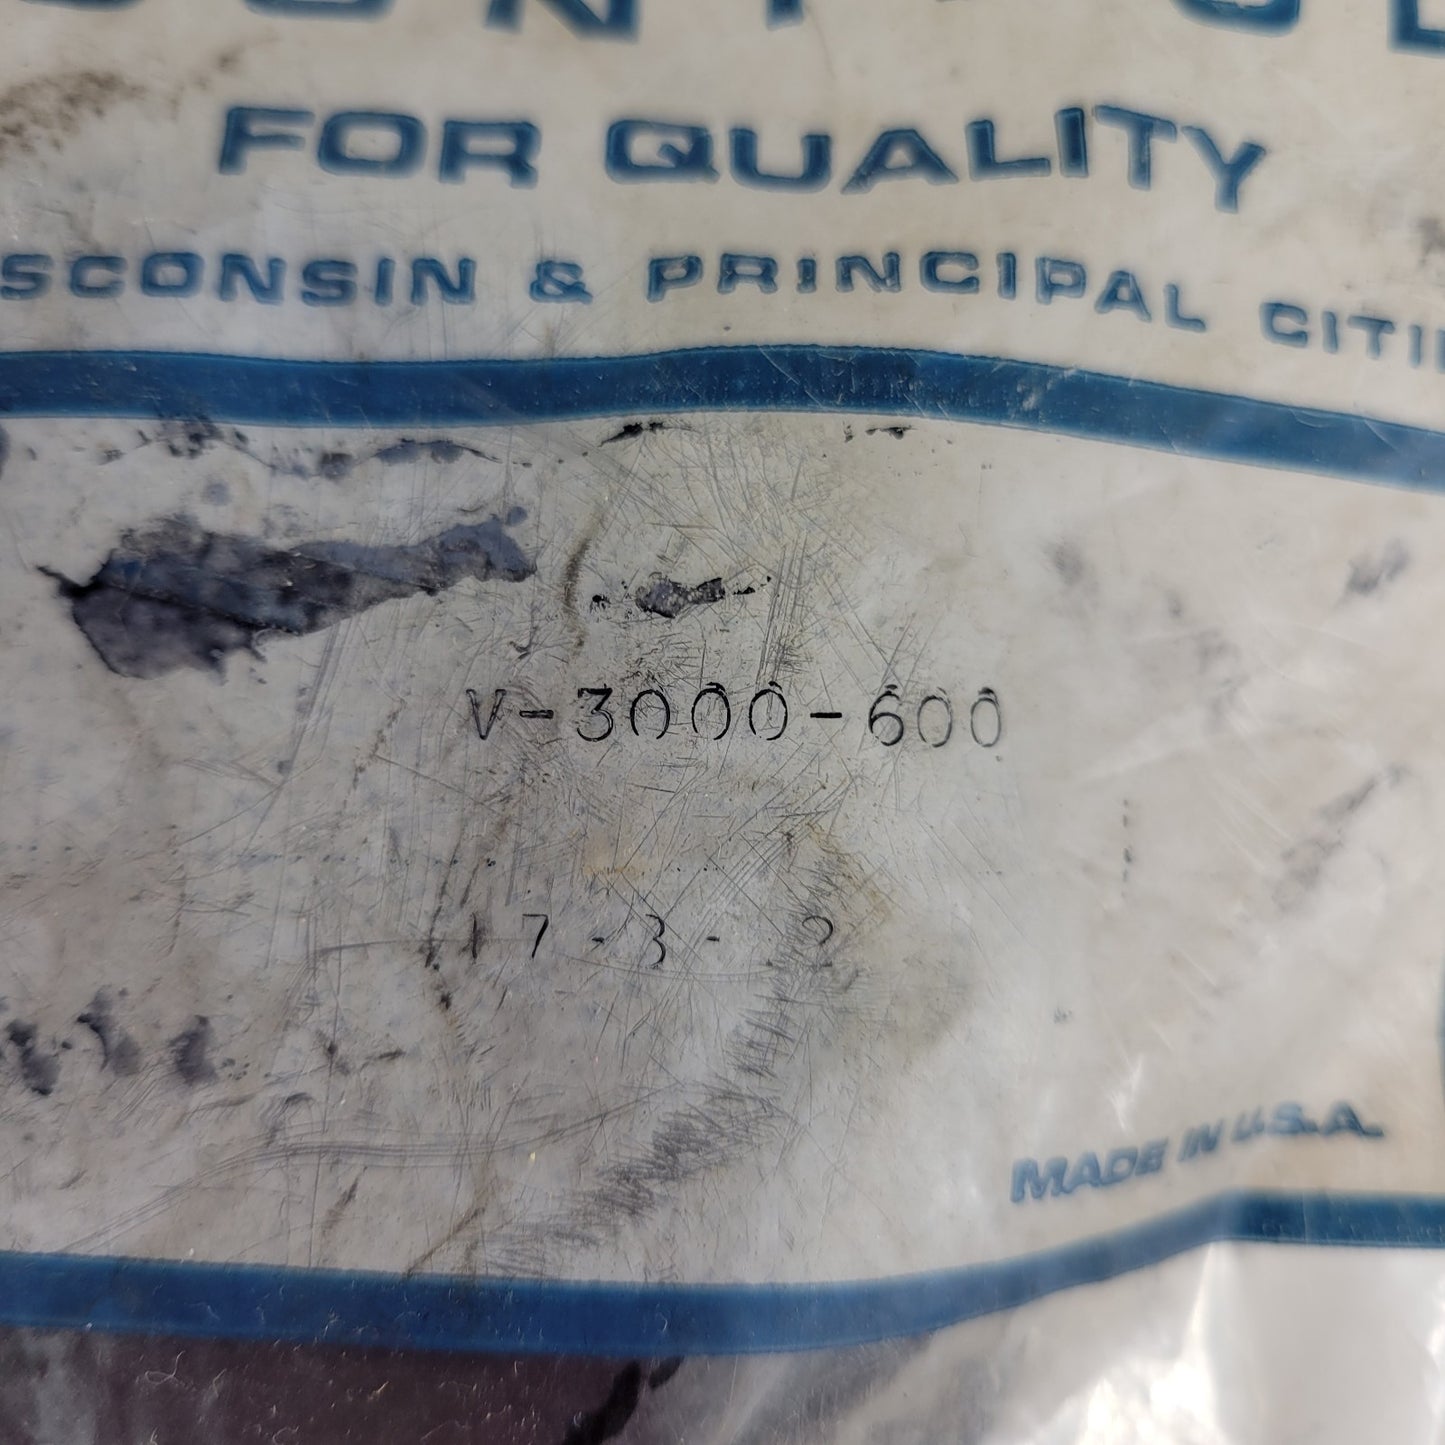 FOR QUALITY
SCONSIN & PRINCIPAL CITI
V-3000-600
17-3- 2
MADE IN U.S.A.